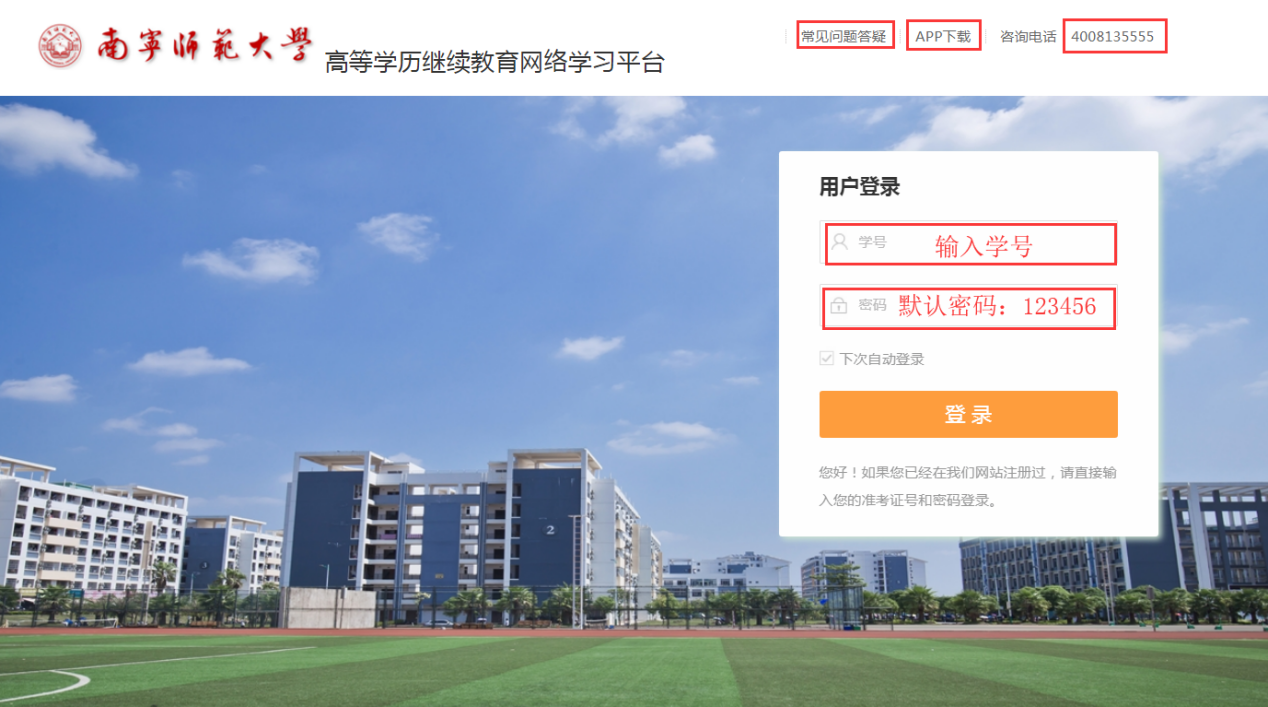 南宁师范大学
高等学历继续教育网络学习平台
常见问题答疑
APP下载
咨询电话
4008135555
用户登录
学号 输入学号
密码 默认密码：123456
下次自动登录
登录
您好！如果您已经在我们网站注册过，请直接输
入您的准考证号和密码登录。
2